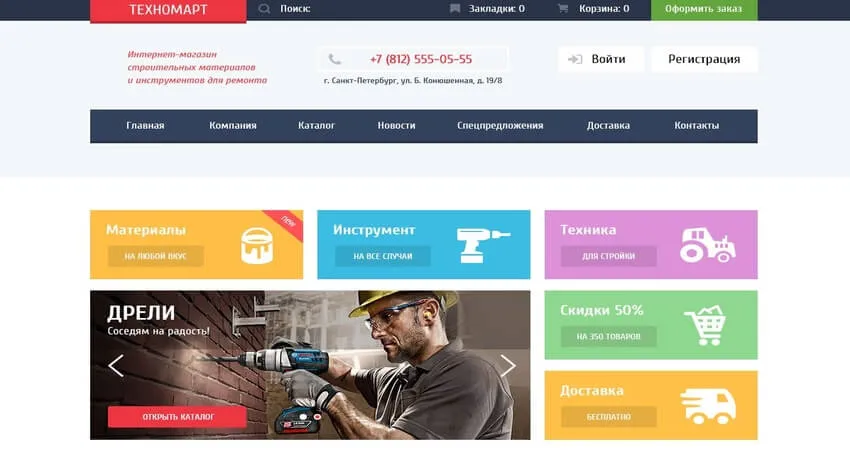 ТЕХНОМАРТ
Поиск:
Закладки: 0
Корзина: 0
Оформить заказ
Интернет-магазин
строительных материалов
и инструментов для ремонта
+7 (812) 555-05-55
г. Санкт-Петербург, ул. Б. Конюшенная, д. 19/8
Войти
Регистрация
Главная
Компания
Каталог
Новости
Спецпредложения
Доставка
Контакты
Материалы
new
НА ЛЮБОЙ ВКУС
Инструмент
НА ВСЕ СЛУЧАИ
Техника
ДЛЯ СТРОЙКИ
ДРЕЛИ
Соседям на радость!
ОТКРЫТЬ КАТАЛОГ
Скидки 50%
НА 350 ТОВАРОВ
Доставка
БЕСПЛАТНО